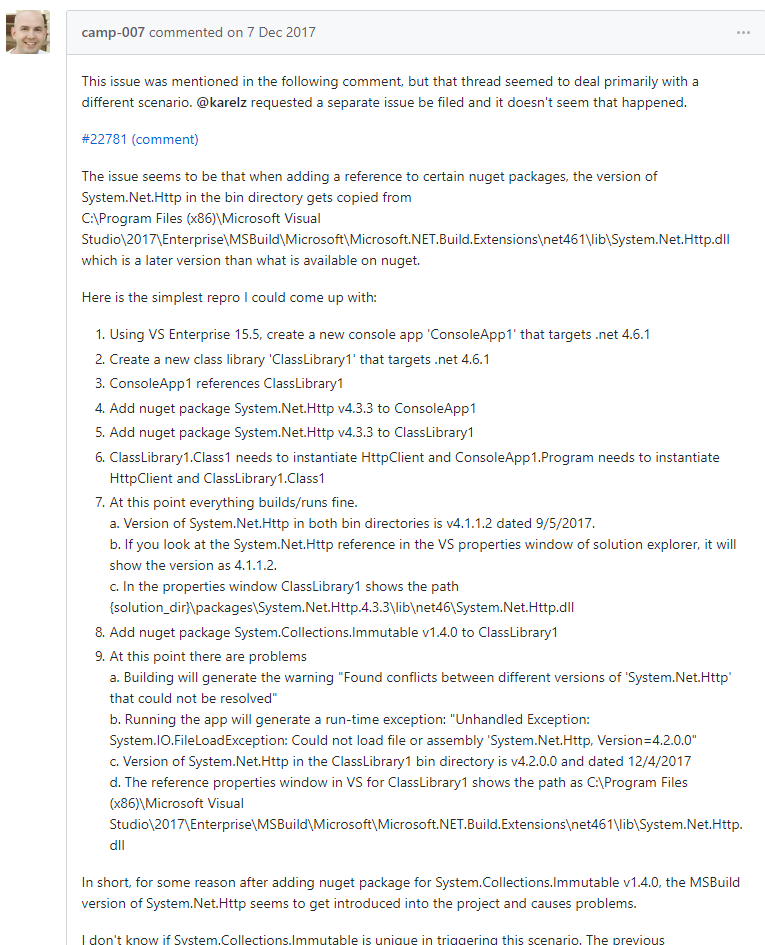 camp-007 commented on 7 Dec 2017
This issue was mentioned in the following comment, but that thread seemed to deal primarily with a
different scenario. @karelz requested a separate issue be filed and it doesn't seem that happened.
#22781 (comment)
The issue seems to be that when adding a reference to certain nuget packages, the version of
System.Net.Http in the bin directory gets copied from
C:\Program Files (x86)\Microsoft Visual
Studio\2017\Enterprise\MSBuild\Microsoft\Microsoft.NET.Build.Extensions\net461\lib\System.Net.Http.dll
which is a later version than what is available on nuget.
Here is the simplest repro I could come up with:
1. Using VS Enterprise 15.5, create a new console app 'ConsoleApp1' that targets .net 4.6.1
2. Create a new class library 'ClassLibrary1' that targets .net 4.6.1
3. ConsoleApp1 references ClassLibrary1
4. Add nuget package System.Net.Http v4.3.3 to ConsoleApp1
5. Add nuget package System.Net.Http v4.3.3 to ClassLibrary1
6. ClassLibrary1.Class1 needs to instantiate HttpClient and ConsoleApp1.Program needs to instantiate
HttpClient and ClassLibrary1.Class1
7. At this point everything builds/runs fine.
a. Version of System.Net.Http in both bin directories is v4.1.1.2 dated 9/5/2017.
b. If you look at the System.Net.Http reference in the VS properties window of solution explorer, it will
show the version as 4.1.1.2.
c. In the properties window ClassLibrary1 shows the path
{solution_dir}\packages\System.Net.Http.4.3.3\lib\net46\System.Net.Http.dll
8. Add nuget package System.Collections.Immutable v1.4.0 to ClassLibrary1
9. At this point there are problems
a. Building will generate the warning "Found conflicts between different versions of 'System.Net.Http'
that could not be resolved"
b. Running the app will generate a run-time exception: "Unhandled Exception:
System.IO.FileLoadException: Could not load file or assembly 'System.Net.Http, Version=4.2.0.0"
c. Version of System.Net.Http in the ClassLibrary1 bin directory is v4.2.0.0 and dated 12/4/2017
d. The reference properties window in VS for ClassLibrary1 shows the path as C:\Program Files
(x86)\Microsoft Visual
Studio\2017\Enterprise\MSBuild\Microsoft\Microsoft.NET.Build.Extensions\net461\lib\System.Net.Http.
dll
In short, for some reason after adding nuget package for System.Collections.Immutable v1.4.0, the MSBuild
version of System.Net.Http seems to get introduced into the project and causes problems.
I don't know if System.Collections.Immutable is unique in triggering this scenario. The previous